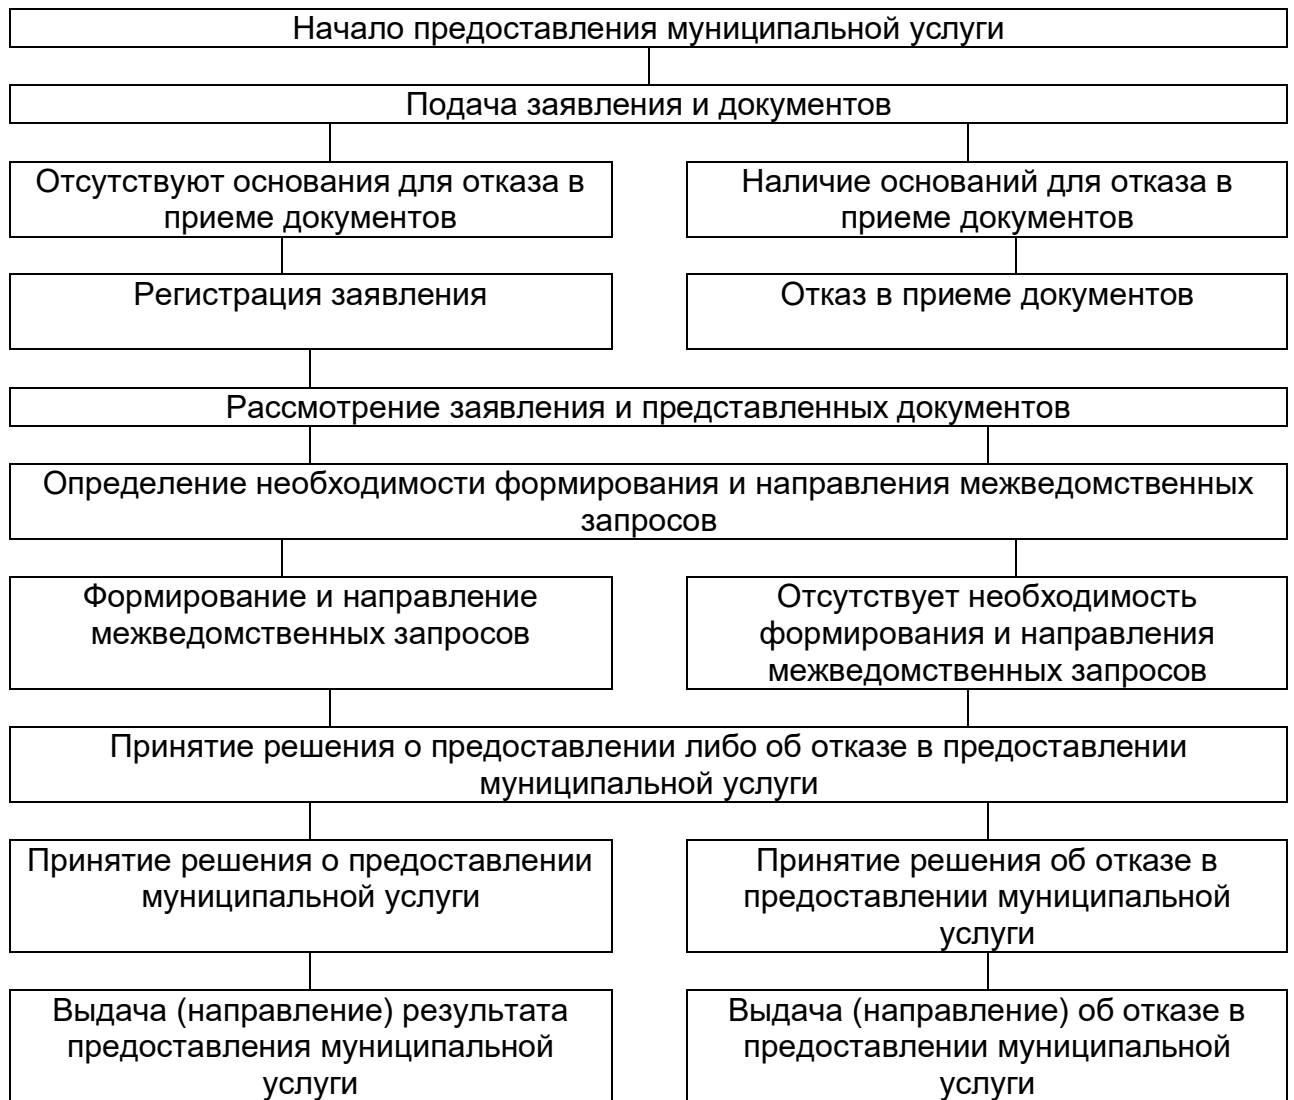 Начало предоставления муниципальной услуги
Подача заявления и документов
Отсутствуют основания для отказа в
приеме документов
Наличие оснований для отказа в
приеме документов
Регистрация заявления
Отказ в приеме документов
Рассмотрение заявления и представленных документов
Определение необходимости формирования и направления межведомственных
запросов
Формирование и направление
межведомственных запросов
Отсутствует необходимость
формирования и направления
межведомственных запросов
Принятие решения о предоставлении либо об отказе в предоставлении
муниципальной услуги
Принятие решения о предоставлении
муниципальной услуги
Принятие решения об отказе в
предоставлении муниципальной
услуги
Выдача (направление) результата
предоставления муниципальной
услуги
Выдача (направление) об отказе в
предоставлении муниципальной
услуги